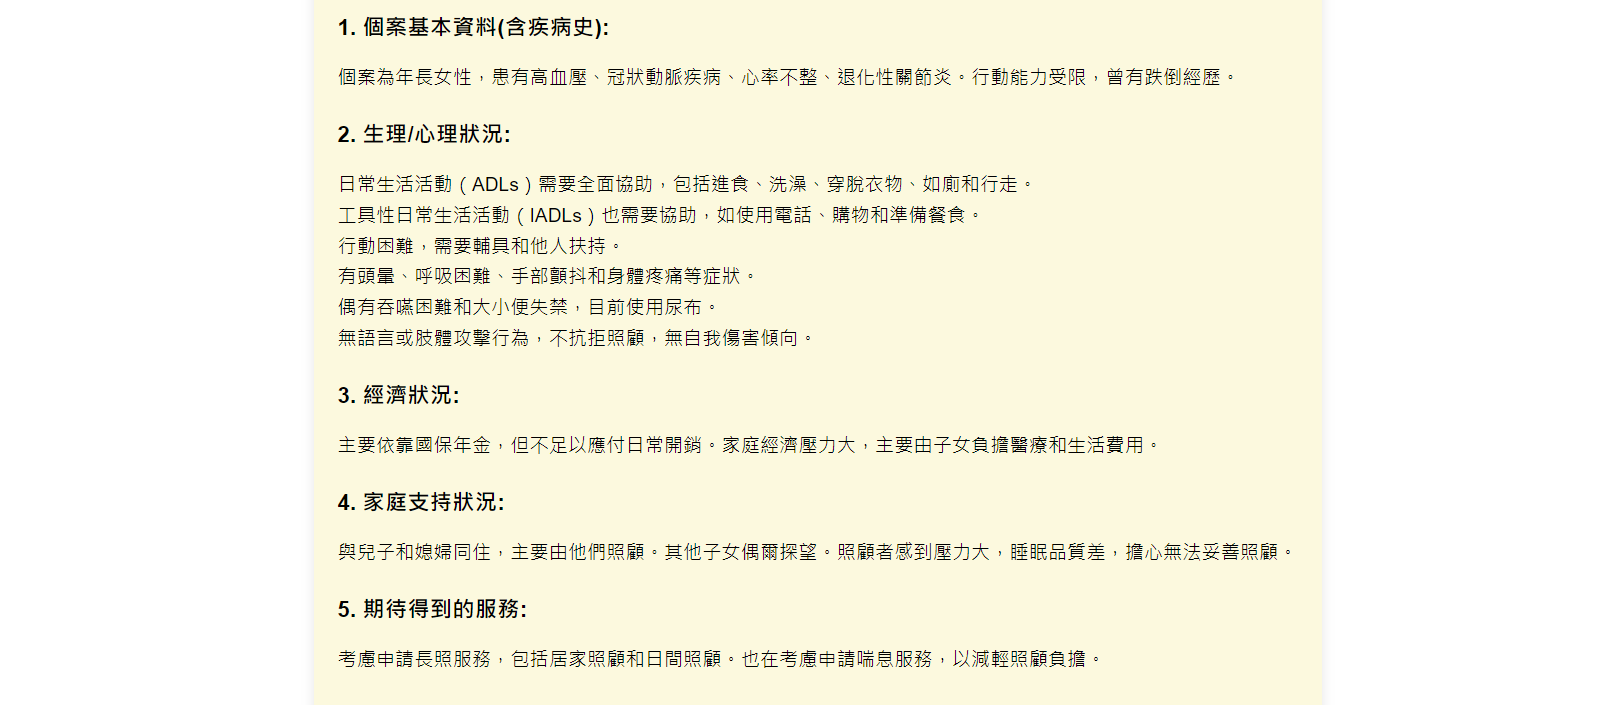 1. 個案基本資料(含疾病史):
個案為年長女性，患有高血壓、冠狀動脈疾病、心率不整、退化性關節炎。行動能力受限，曾有跌倒經歷。
2. 生理/心理狀況:
日常生活活動（ADLs）需要全面協助，包括進食、洗澡、穿脫衣物、如廁和行走。
工具性日常生活活動（IADLs）也需要協助，如使用電話、購物和準備餐食。
行動困難，需要輔具和他人扶持。
有頭暈、呼吸困難、手部顫抖和身體疼痛等症狀。
偶有吞嚥困難和大小便失禁，目前使用尿布。
無語言或肢體攻擊行為，不抗拒照顧，無自我傷害傾向。
3. 經濟狀況:
主要依靠國保年金，但不足以應付日常開銷。家庭經濟壓力大，主要由子女負擔醫療和生活費用。
4. 家庭支持狀況:
與兒子和媳婦同住，主要由他們照顧。其他子女偶爾探望。照顧者感到壓力大，睡眠品質差，擔心無法妥善照顧。
5. 期待得到的服務:
考慮申請長照服務，包括居家照顧和日間照顧。也在考慮申請喘息服務，以減輕照顧負擔。